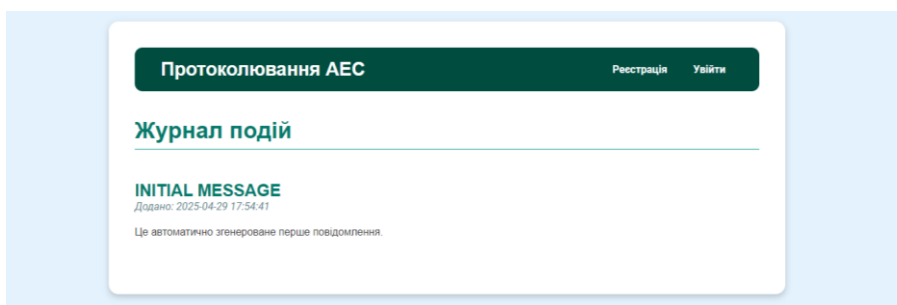 Протоколювання АЕС
Реєстрація Увійти
Журнал подій
INITIAL MESSAGE
Додано: 2025-04-29 17:54:41
Це автоматично згенероване перше повідомлення.